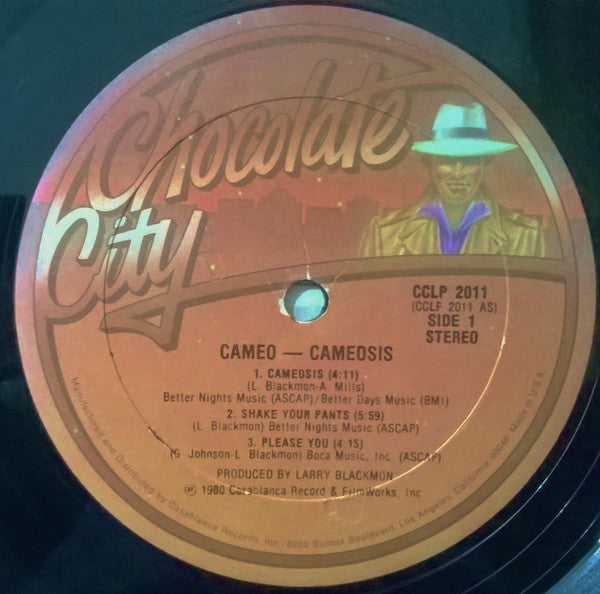 Chocolate
City
CCLP 2011
(CCLP 2011 AS)
SIDE 1
STEREO
CAMEO — CAMEOSIS
1. CAMEOSIS (4:11)
(L. Blackmon-A. Mills)
Better Nights Music (ASCAP)/Better Days Music (BMI)
2. SHAKE YOUR PANTS (5:59)
(L. Blackmon) Better Nights Music (ASCAP)
3. PLEASE YOU (4:15)
(G. Johnson-L. Blackmon) Boca Music, Inc. (ASCAP)
PRODUCED BY LARRY BLACKMON
℗ 1980 Casablanca Record & FilmWorks, Inc
Manufactured and Distributed by Casablanca Records, Inc. 8255 Sunset Boulevard, Los Angeles, California 90048 Made in U.S.A.